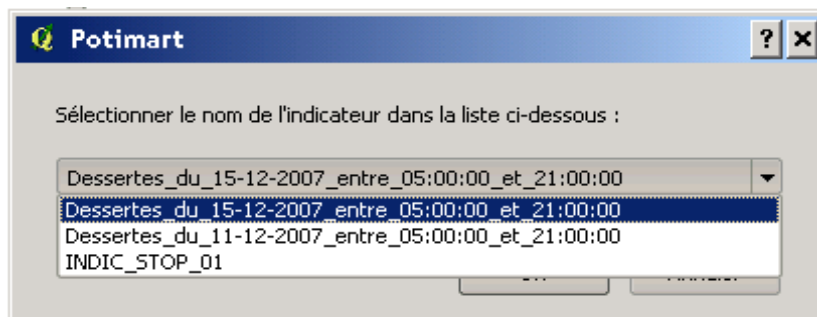 Potimart
Sélectionner le nom de l'indicateur dans la liste ci-dessous :
Dessertes_du_15-12-2007_entre_05:00:00_et_21:00:00
Dessertes_du_15-12-2007_entre_05:00:00_et_21:00:00
Dessertes_du_11-12-2007_entre_05:00:00_et_21:00:00
INDIC_STOP_01